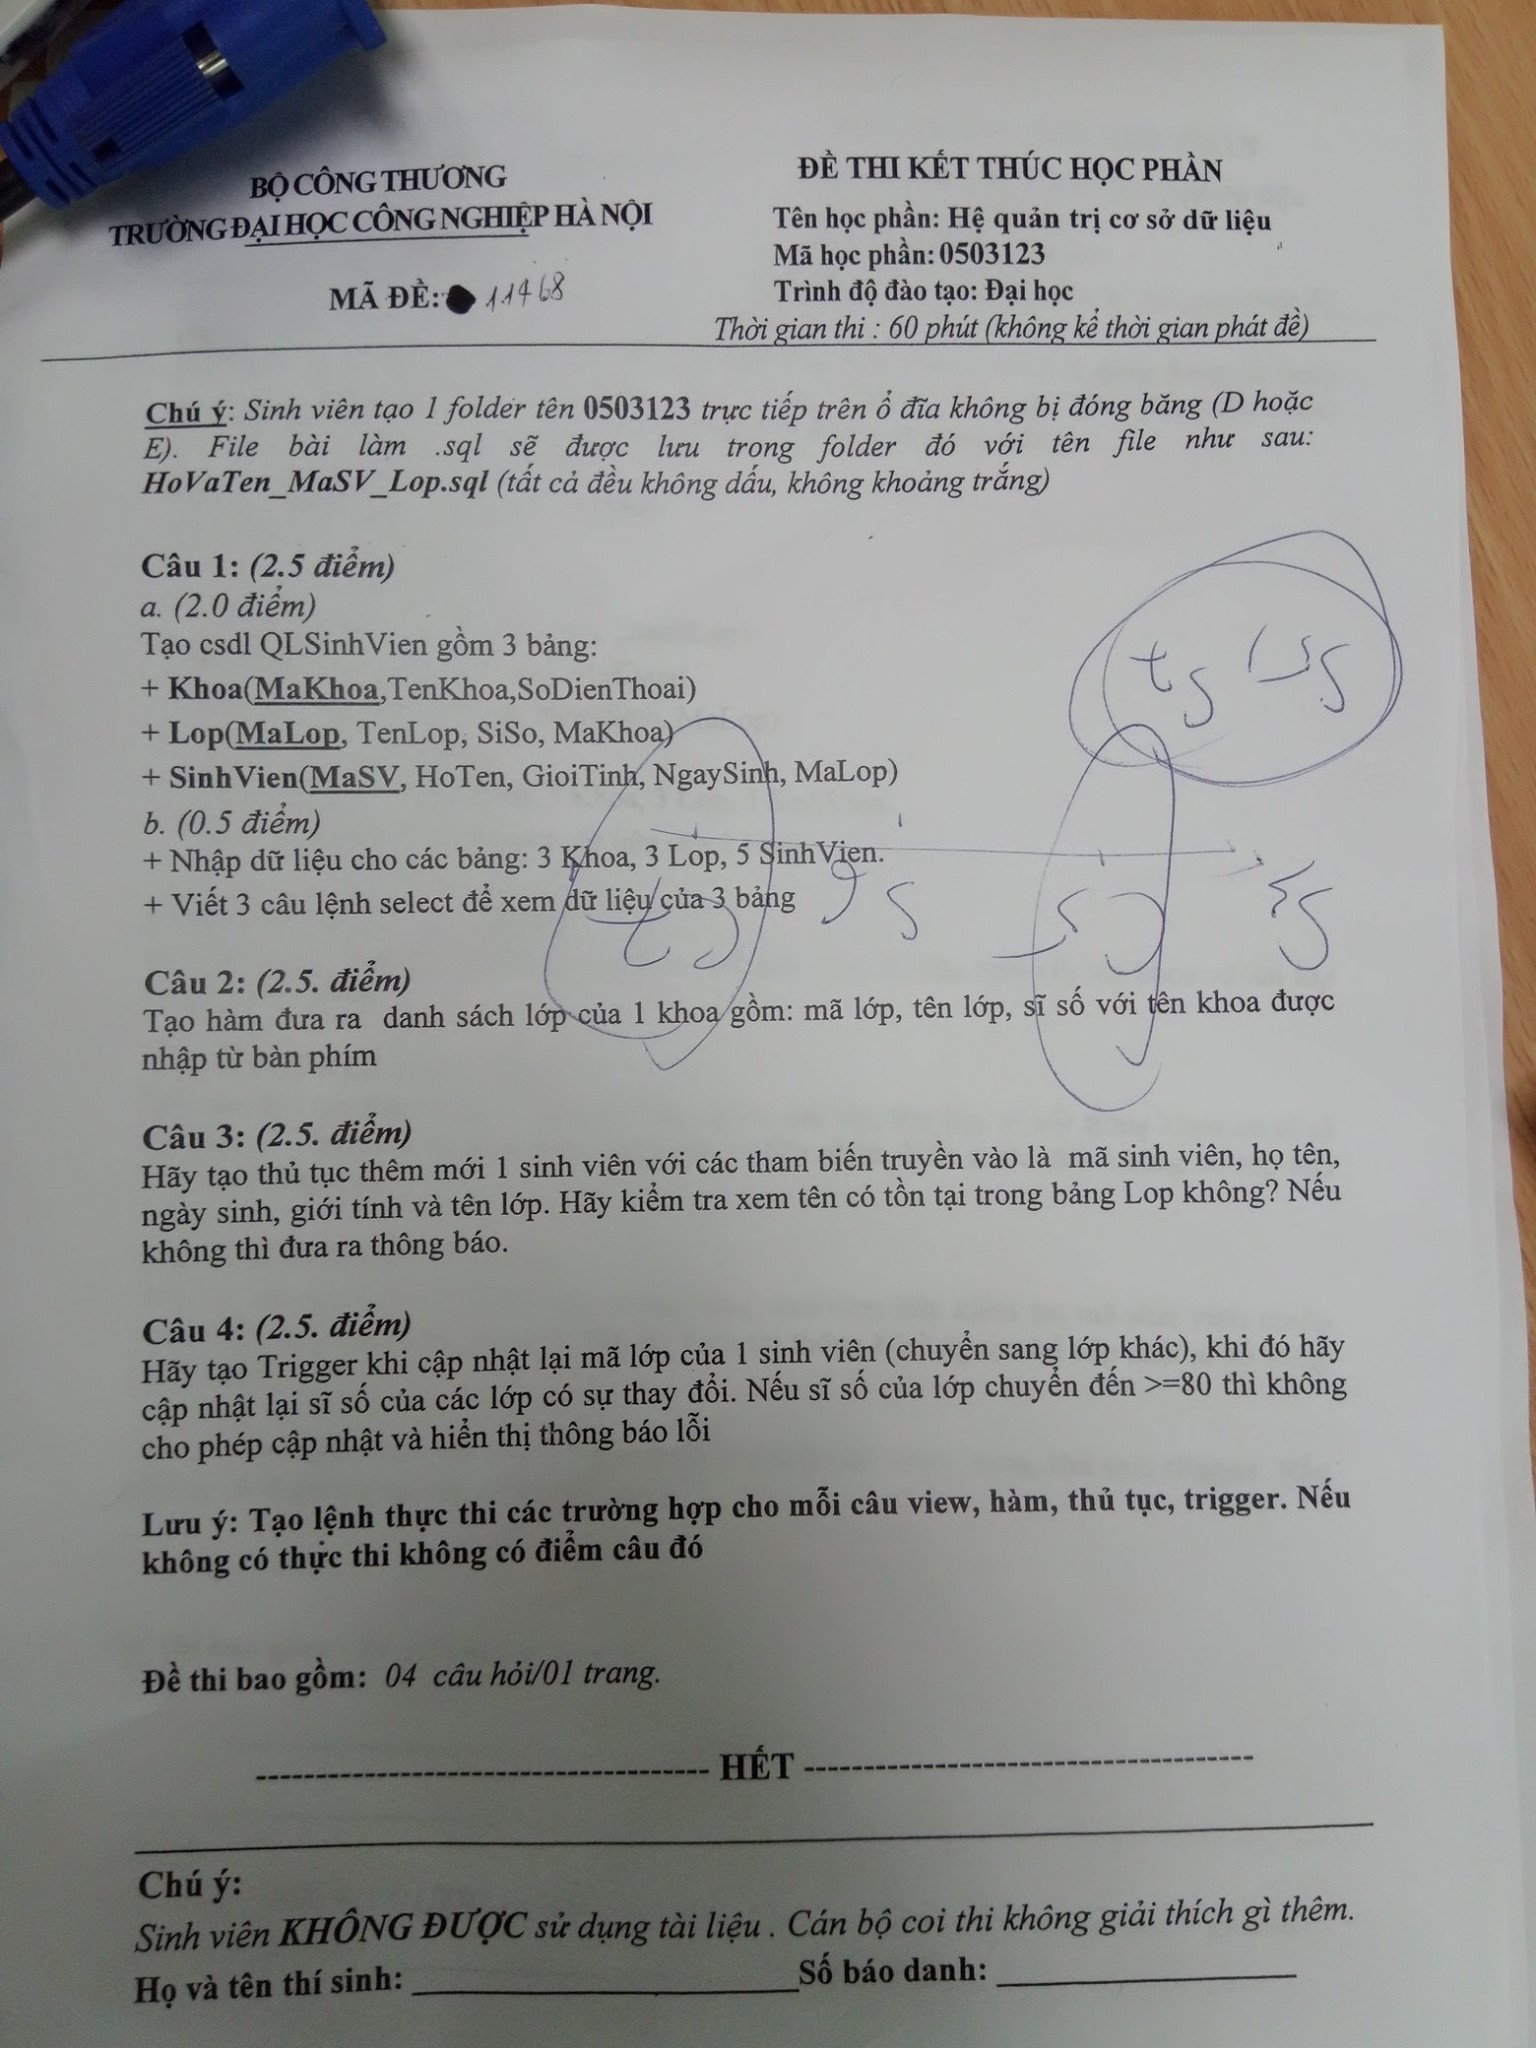 BỘ CÔNG THƯƠNG
TRƯỜNG ĐẠI HỌC CÔNG NGHIỆP HÀ NỘI
MÃ ĐỀ: 11468
ĐỀ THI KẾT THÚC HỌC PHẦN
Tên học phần: Hệ quản trị cơ sở dữ liệu
Mã học phần: 0503123
Trình độ đào tạo: Đại học
Thời gian thi : 60 phút (không kể thời gian phát đề)
Chú ý: Sinh viên tạo 1 folder tên 0503123 trực tiếp trên ổ đĩa không bị đóng băng (D hoặc
E). File bài làm .sql sẽ được lưu trong folder đó với tên file như sau:
HoVaTen_MaSV_Lop.sql (tất cả đều không dấu, không khoảng trắng)
Câu 1: (2.5 điểm)
a. (2.0 điểm)
Tạo csdl QLSinhVien gồm 3 bảng:
+ Khoa(MaKhoa,TenKhoa,SoDienThoai)
+ Lop(MaLop, TenLop, SiSo, MaKhoa)
+ SinhVien(MaSV, HoTen, GioiTinh, NgaySinh, MaLop)
b. (0.5 điểm)
+ Nhập dữ liệu cho các bảng: 3 Khoa, 3 Lop, 5 SinhVien.
+ Viết 3 câu lệnh select để xem dữ liệu của 3 bảng
Câu 2: (2.5. điểm)
Tạo hàm đưa ra danh sách lớp của 1 khoa gồm: mã lớp, tên lớp, sĩ số với tên khoa được
nhập từ bàn phím
Câu 3: (2.5. điểm)
Hãy tạo thủ tục thêm mới 1 sinh viên với các tham biến truyền vào là mã sinh viên, họ tên,
ngày sinh, giới tính và tên lớp. Hãy kiểm tra xem tên có tồn tại trong bảng Lop không? Nếu
không thì đưa ra thông báo.
Câu 4: (2.5. điểm)
Hãy tạo Trigger khi cập nhật lại mã lớp của 1 sinh viên (chuyển sang lớp khác), khi đó hãy
cập nhật lại sĩ số của các lớp có sự thay đổi. Nếu sĩ số của lớp chuyển đến >=80 thì không
cho phép cập nhật và hiển thị thông báo lỗi
Lưu ý: Tạo lệnh thực thi các trường hợp cho mỗi câu view, hàm, thủ tục, trigger. Nếu
không có thực thi không có điểm câu đó
Đề thi bao gồm: 04 câu hỏi/01 trang.
------------------------------------- HẾT -------------------------------------
Chú ý:
Sinh viên KHÔNG ĐƯỢC sử dụng tài liệu . Cán bộ coi thi không giải thích gì thêm.
Họ và tên thí sinh: ________________________Số báo danh: ___________________